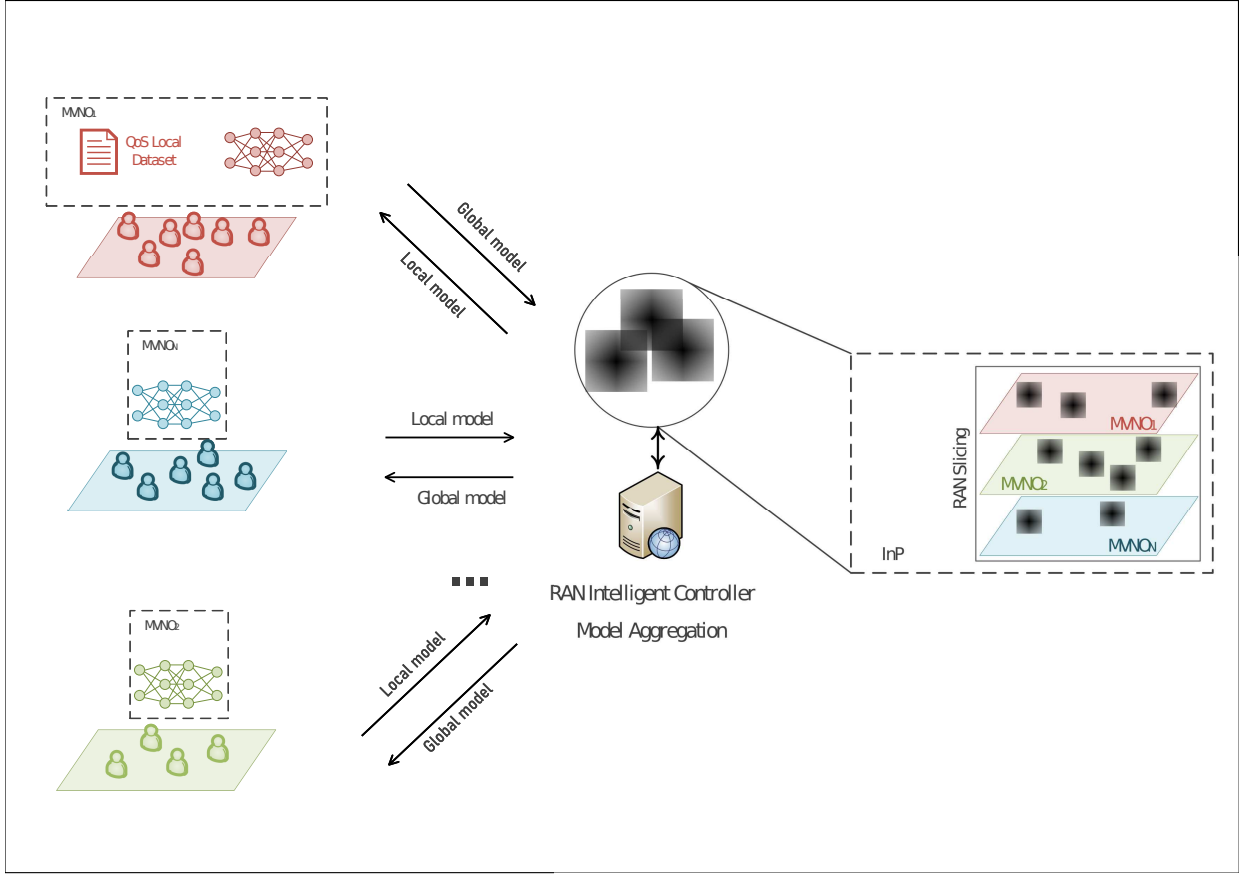 MVNO1
QoS Local
Dataset
Global model
Local model
MVNON
Local model
Global model
RAN Intelligent Controller
Model Aggregation
MVNO2
Local model
Global model
RAN Slicing
MVNO1
MVNO2
MVNON
InP